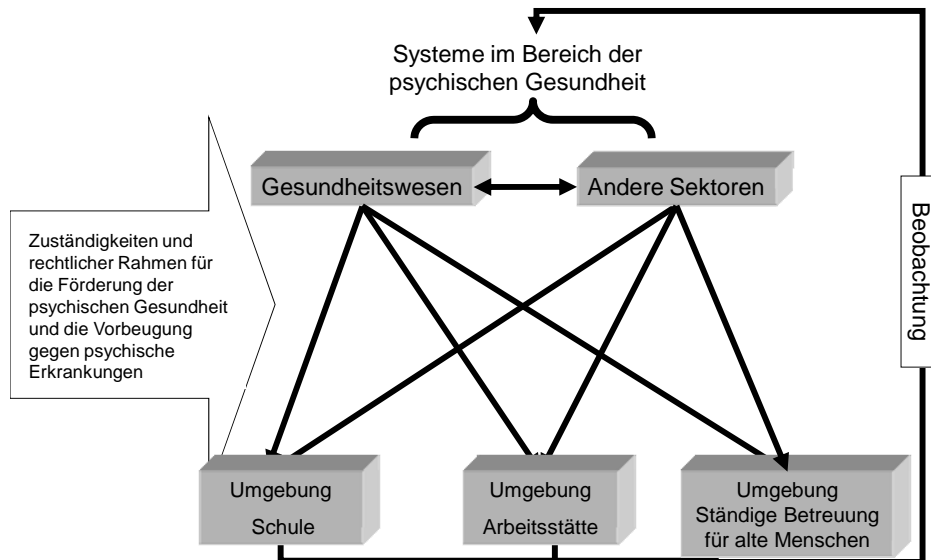 Systeme im Bereich der
psychischen Gesundheit
Gesundheitswesen
Andere Sektoren
Zuständigkeiten und
rechtlicher Rahmen für
die Förderung der
psychischen Gesundheit
und die Vorbeugung
gegen psychische
Erkrankungen
Beobachtung
Umgebung
Schule
Umgebung
Arbeitsstätte
Umgebung
Ständige Betreuung
für alte Menschen